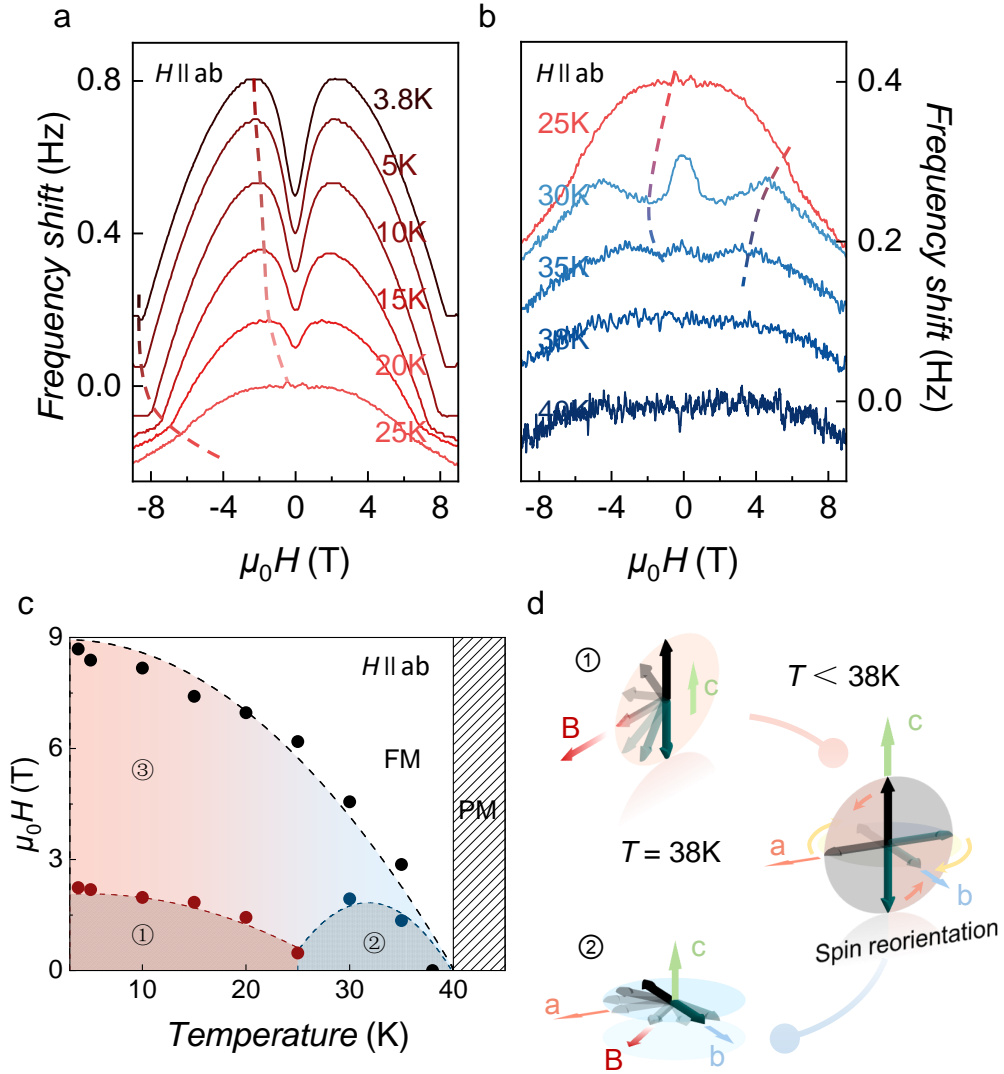 a
H || ab
0.8
0.4
0.0
Frequency shift (Hz)
3.8K
5K
10K
15K
20K
25K
-8 -4 0 4 8
μ₀H (T)
b
H || ab
25K
30K
35K
38K
40K
0.4
0.2
0.0
Frequency shift (Hz)
-8 -4 0 4 8
μ₀H (T)
c
H || ab
9
6
3
0
μ₀H (T)
③
FM
PM
①
②
0 10 20 30 40
Temperature (K)
d
①
c
B
T < 38K
c
a
b
T = 38K
Spin reorientation
②
c
a
B
b